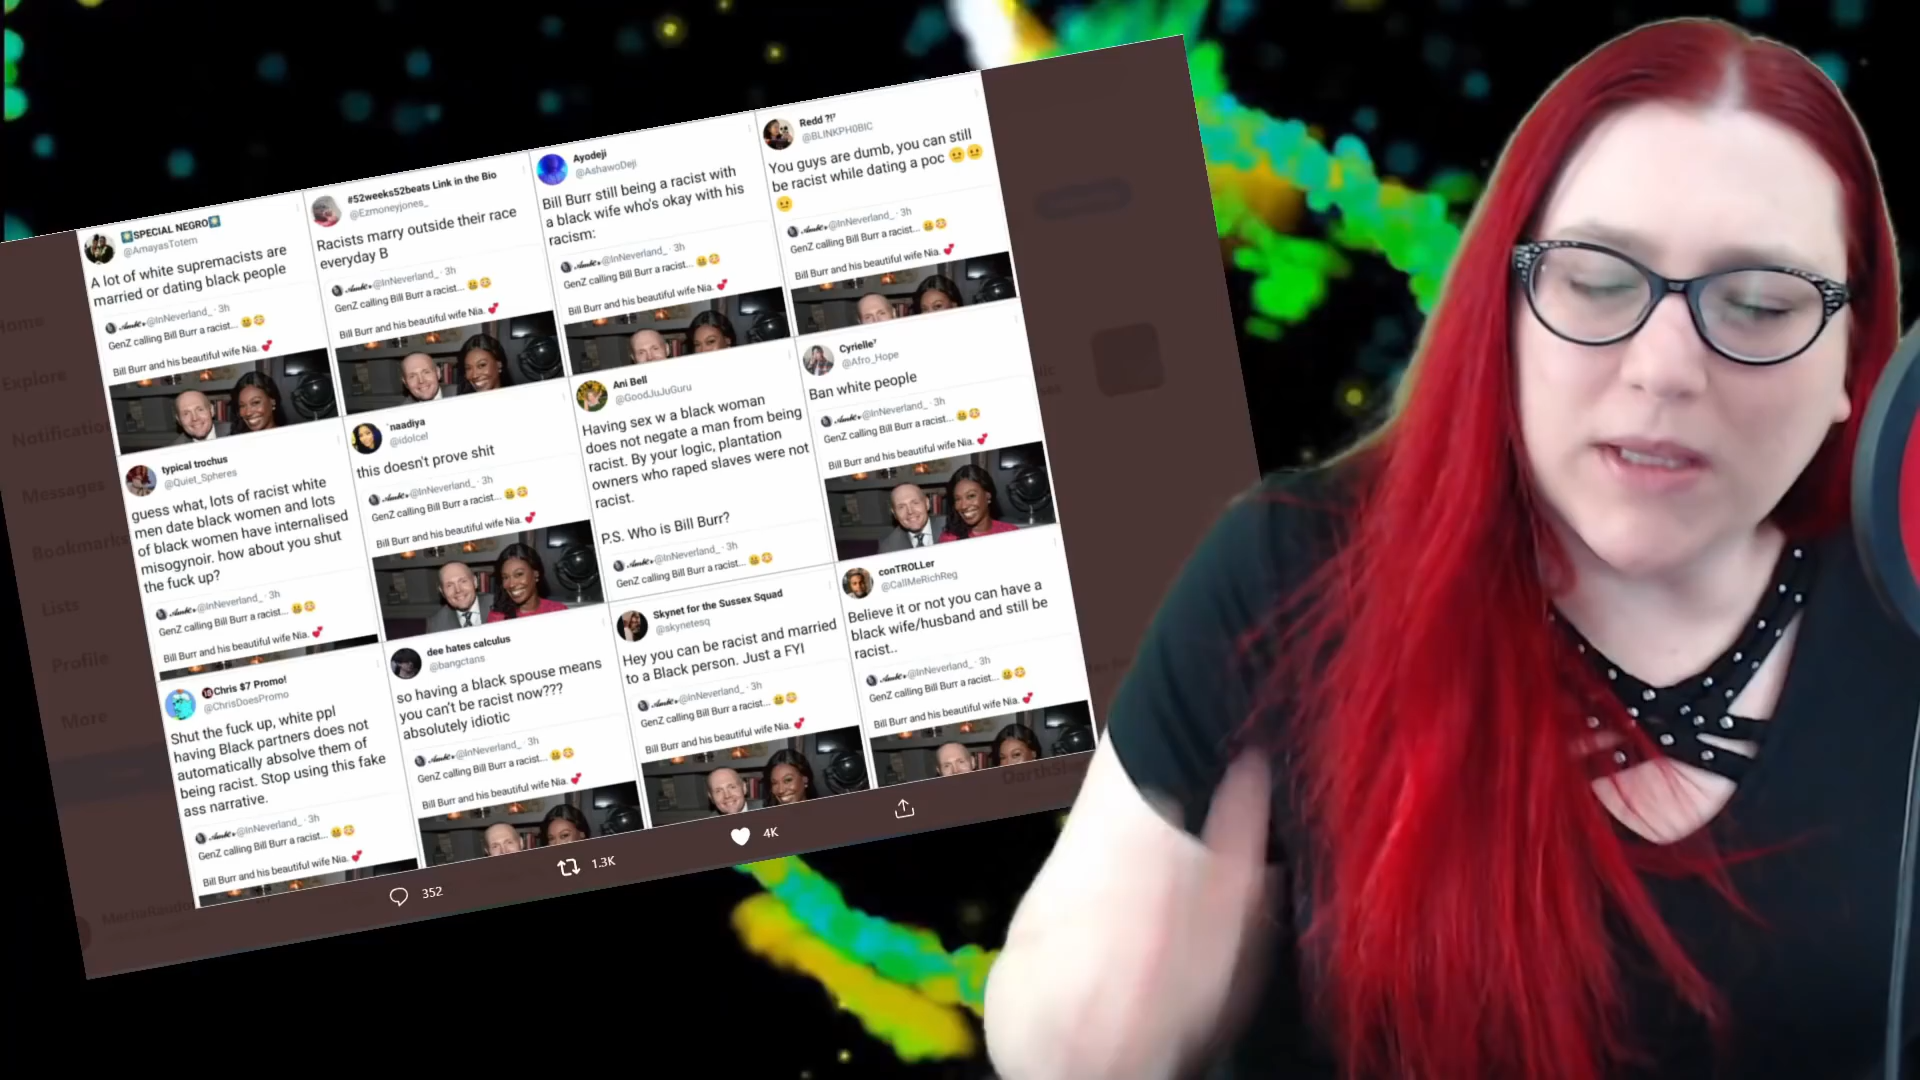 SPECIAL NEGRO
@AmayasTotem
A lot of white supremacists are
married or dating black people
@InNeverland_ · 3h
GenZ calling Bill Burr a racist...
Bill Burr and his beautiful wife Nia.
#52weeks52beats Link in the Bio
@Ezmoneyjones_
Racists marry outside their race
everyday B
@InNeverland_ · 3h
GenZ calling Bill Burr a racist...
Bill Burr and his beautiful wife Nia.
Ayodeji
@AshawoDeji
Bill Burr still being a racist with
a black wife who's okay with his
racism:
@InNeverland_ · 3h
GenZ calling Bill Burr a racist...
Bill Burr and his beautiful wife Nia.
Redd ?!⁷
@BLINKPH0BIC
You guys are dumb, you can still
be racist while dating a poc 😐😐
😐
@InNeverland_ · 3h
GenZ calling Bill Burr a racist...
Bill Burr and his beautiful wife Nia.
typical trochus
@Quiet_Spheres
guess what, lots of racist white
men date black women and lots
of black women have internalised
misogynoir. how about you shut
the fuck up?
@InNeverland_ · 3h
GenZ calling Bill Burr a racist...
Bill Burr and his beautiful wife Nia.
`naadiya
@idolcel
this doesn't prove shit
@InNeverland_ · 3h
GenZ calling Bill Burr a racist...
Bill Burr and his beautiful wife Nia.
Ani Bell
@GoodJuJuGuru
Having sex w a black woman
does not negate a man from being
racist. By your logic, plantation
owners who raped slaves were not
racist.
P.S. Who is Bill Burr?
@InNeverland_ · 3h
GenZ calling Bill Burr a racist...
Cyrielle⁷
@Afro_Hope
Ban white people
@InNeverland_ · 3h
GenZ calling Bill Burr a racist...
Bill Burr and his beautiful wife Nia.
Chris $7 Promo!
@ChrisDoesPromo
Shut the fuck up, white ppl
having Black partners does not
automatically absolve them of
being racist. Stop using this fake
ass narrative.
@InNeverland_ · 3h
GenZ calling Bill Burr a racist...
Bill Burr and his beautiful wife Nia.
dee hates calculus
@bangctans
so having a black spouse means
you can't be racist now???
absolutely idiotic
@InNeverland_ · 3h
GenZ calling Bill Burr a racist...
Bill Burr and his beautiful wife Nia.
Skynet for the Sussex Squad
@skynetesq
Hey you can be racist and married
to a Black person. Just a FYI
@InNeverland_ · 3h
GenZ calling Bill Burr a racist...
Bill Burr and his beautiful wife Nia.
conTROLLer
@CallMeRichReg
Believe it or not you can have a
black wife/husband and still be
racist..
@InNeverland_ · 3h
GenZ calling Bill Burr a racist...
Bill Burr and his beautiful wife Nia.
352
1.3K
4K
Home
Explore
Notification
Messages
Bookmarks
Lists
Profile
More